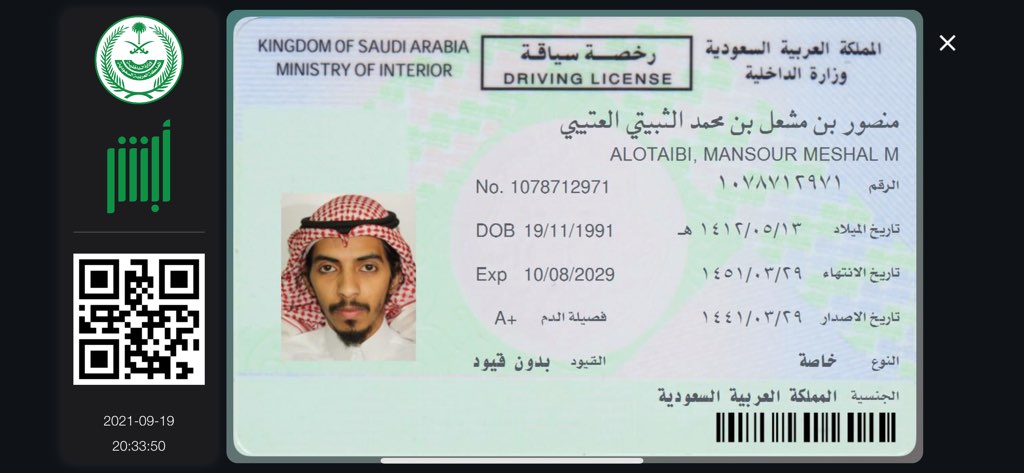 KINGDOM OF SAUDI ARABIA
MINISTRY OF INTERIOR
رخصة سياقة
DRIVING LICENSE
المملكة العربية السعودية
وزارة الداخلية
منصور بن مشعل بن محمد الثبيتي العتيبي
ALOTAIBI, MANSOUR MESHAL M
No. 1078712971 الرقم ١٠٧٨٧١٢٩٧١
DOB 19/11/1991 تاريخ الميلاد ١٤١٢/٠٥/١٣ هـ
Exp 10/08/2029 تاريخ الانتهاء ١٤٥١/٠٣/٢٩
A+ فصيلة الدم تاريخ الاصدار ١٤٤١/٠٣/٢٩
النوع خاصة القيود بدون قيود
الجنسية المملكة العربية السعودية
أبشر
2021-09-19
20:33:50